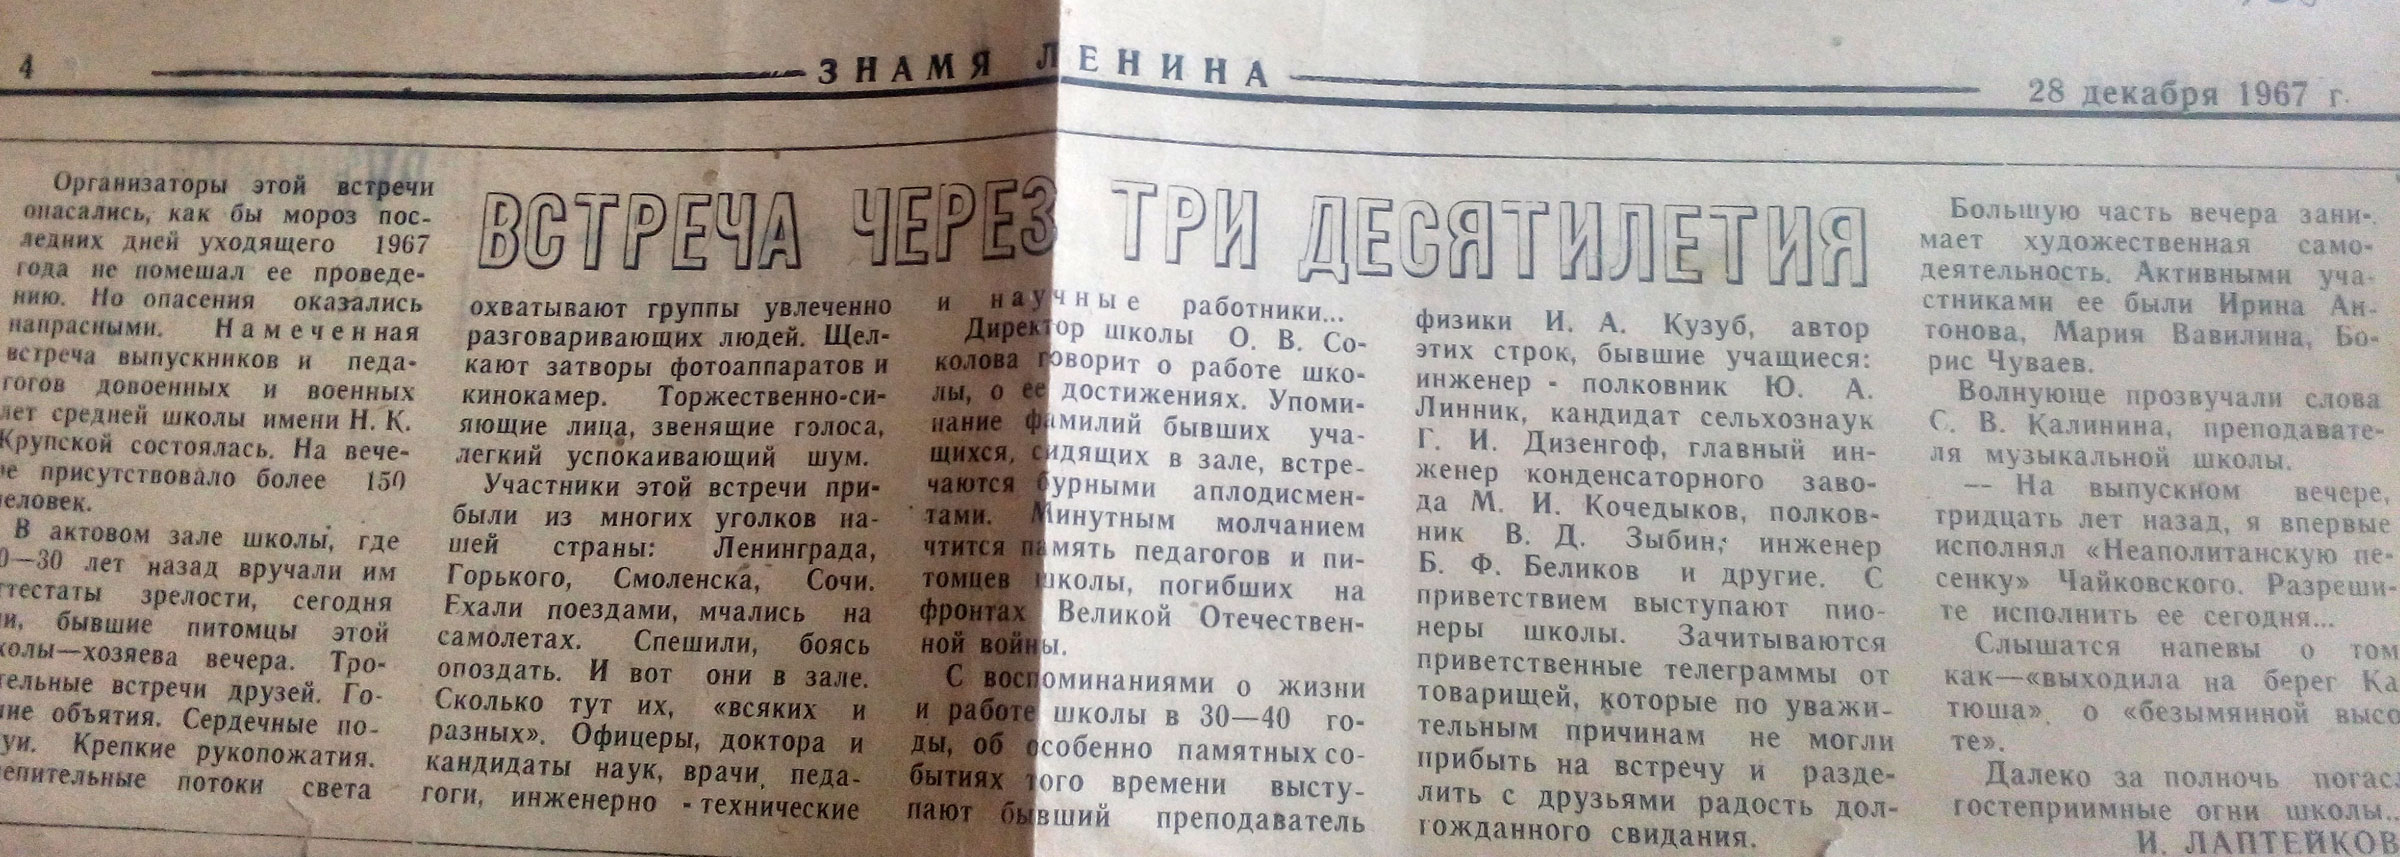 4
ЗНАМЯ ЛЕНИНА
28 декабря 1967 г.
ВСТРЕЧА ЧЕРЕЗ ТРИ ДЕСЯТИЛЕТИЯ
Организаторы этой встречи
опасались, как бы мороз пос-
ледних дней уходящего 1967
года не помешал ее проведе-
нию. Но опасения оказались
напрасными. Намеченная
встреча выпускников и педа-
гогов довоенных и военных
лет средней школы имени Н. К.
Крупской состоялась. На вече-
ре присутствовало более 150
человек.
В актовом зале школы, где
0—30 лет назад вручали им
ттестаты зрелости, сегодня
и, бывшие питомцы этой
колы—хозяева вечера. Тро-
тельные встречи друзей. Го-
чие объятия. Сердечные по-
уи. Крепкие рукопожатия.
епительные потоки света
охватывают группы увлеченно
разговаривающих людей. Щел-
кают затворы фотоаппаратов и
кинокамер. Торжественно-си-
яющие лица, звенящие голоса,
легкий успокаивающий шум.
Участники этой встречи при-
были из многих уголков на-
шей страны: Ленинграда,
Горького, Смоленска, Сочи.
Ехали поездами, мчались на
самолетах. Спешили, боясь
опоздать. И вот они в зале.
Сколько тут их, «всяких и
разных». Офицеры, доктора и
кандидаты наук, врачи, педа-
гоги, инженерно - технические
и научные работники...
Директор школы О. В. Со-
колова говорит о работе шко-
лы, о ее достижениях. Упоми-
нание фамилий бывших уча-
щихся, сидящих в зале, встре-
чаются бурными аплодисмен-
тами. Минутным молчанием
чтится память педагогов и пи-
томцев школы, погибших на
фронтах Великой Отечествен-
ной войны.
С воспоминаниями о жизни
и работе школы в 30—40 го-
ды, об особенно памятных со-
бытиях того времени высту-
пают бывший преподаватель
физики И. А. Кузуб, автор
этих строк, бывшие учащиеся:
инженер - полковник Ю. А.
Линник, кандидат сельхознаук
Г. И. Дизенгоф, главный ин-
женер конденсаторного заво-
да М. И. Кочедыков, полков-
ник В. Д. Зыбин, инженер
Б. Ф. Беликов и другие. С
приветствием выступают пио-
неры школы. Зачитываются
приветственные телеграммы от
товарищей, которые по уважи-
тельным причинам не могли
прибыть на встречу и разде-
лить с друзьями радость дол-
гожданного свидания.
Большую часть вечера зани-
мает художественная само-
деятельность. Активными уча-
стниками ее были Ирина Ан-
тонова, Мария Вавилина, Бо-
рис Чуваев.
Волнующе прозвучали слова
С. В. Калинина, преподавате-
ля музыкальной школы.
— На выпускном вечере,
тридцать лет назад, я впервые
исполнял «Неаполитанскую пе-
сенку» Чайковского. Разреши-
те исполнить ее сегодня...
Слышатся напевы о том
как—«выходила на берег Ка
тюша», о «безымянной высо
те».
Далеко за полночь погас
гостеприимные огни школы..
И. ЛАПТЕЙКОВ